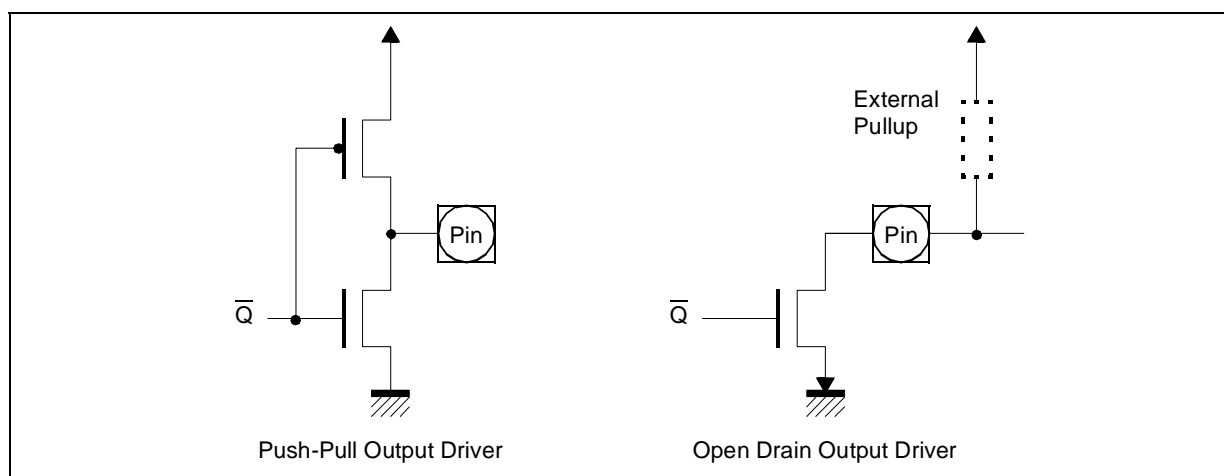 External
Pullup
Pin
Pin
Q̅
Q̅
Push-Pull Output Driver
Open Drain Output Driver